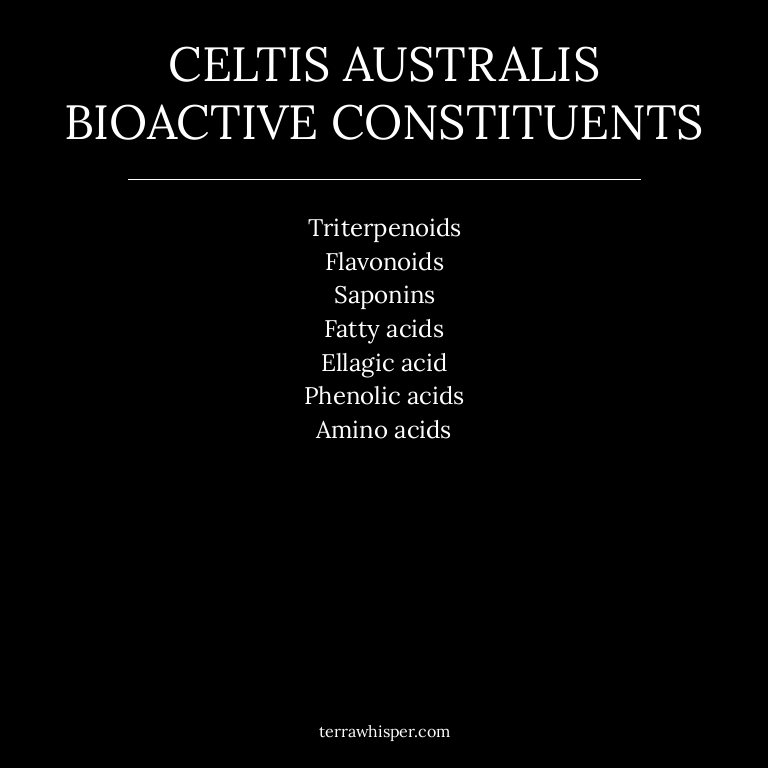 CELTIS AUSTRALIS
BIOACTIVE CONSTITUENTS
Triterpenoids
Flavonoids
Saponins
Fatty acids
Ellagic acid
Phenolic acids
Amino acids
terrawhisper.com